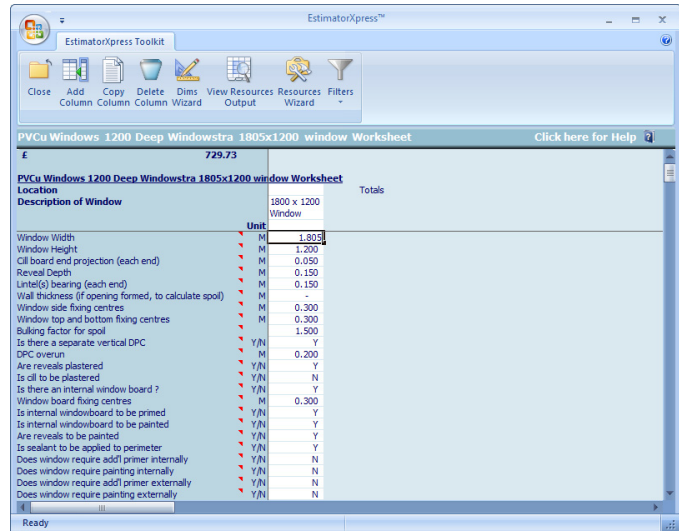 EstimatorXpress™
EstimatorXpress Toolkit
Close Add Column Copy Column Delete Column Dims Wizard View Resources Output Resources Wizard Filters
PVCu Windows 1200 Deep Windowstra 1805x1200 window Worksheet Click here for Help
£ 729.73
PVCu Windows 1200 Deep Windowstra 1805x1200 window Worksheet
Location Totals
Description of Window 1800 x 1200
Window
Unit
Window Width M 1.805
Window Height M 1.200
Cill board end projection (each end) M 0.050
Reveal Depth M 0.150
Lintel(s) bearing (each end) M 0.150
Wall thickness (if opening formed, to calculate spoil) M -
Window side fixing centres M 0.300
Window top and bottom fixing centres M 0.300
Bulking factor for spoil 1.500
Is there a separate vertical DPC Y/N Y
DPC overun M 0.200
Are reveals plastered Y/N Y
Is cill to be plastered Y/N N
Is there an internal window board ? Y/N Y
Window board fixing centres M 0.300
Is internal windowboard to be primed Y/N Y
Is internal windowboard to be painted Y/N Y
Are reveals to be painted Y/N Y
Is sealant to be applied to perimeter Y/N Y
Does window require add'l primer internally Y/N N
Does window require painting internally Y/N N
Does window require add'l primer externally Y/N N
Does window require painting externally Y/N N
Ready